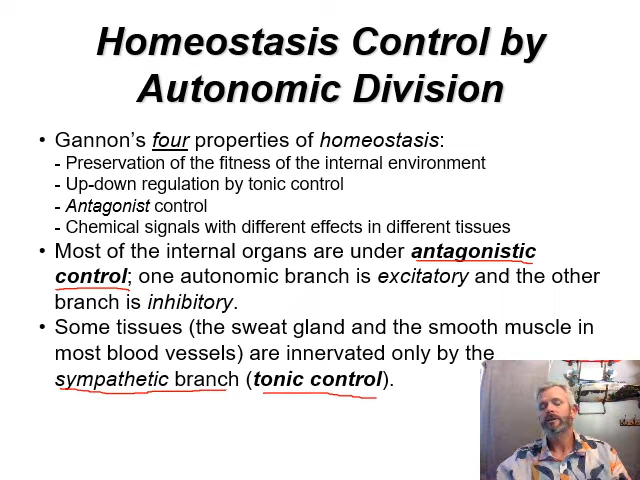 Homeostasis Control by
Autonomic Division
• Gannon's four properties of homeostasis:
- Preservation of the fitness of the internal environment
- Up-down regulation by tonic control
- Antagonist control
- Chemical signals with different effects in different tissues
• Most of the internal organs are under antagonistic
control; one autonomic branch is excitatory and the other
branch is inhibitory.
• Some tissues (the sweat gland and the smooth muscle in
most blood vessels) are innervated only by the
sympathetic branch (tonic control).